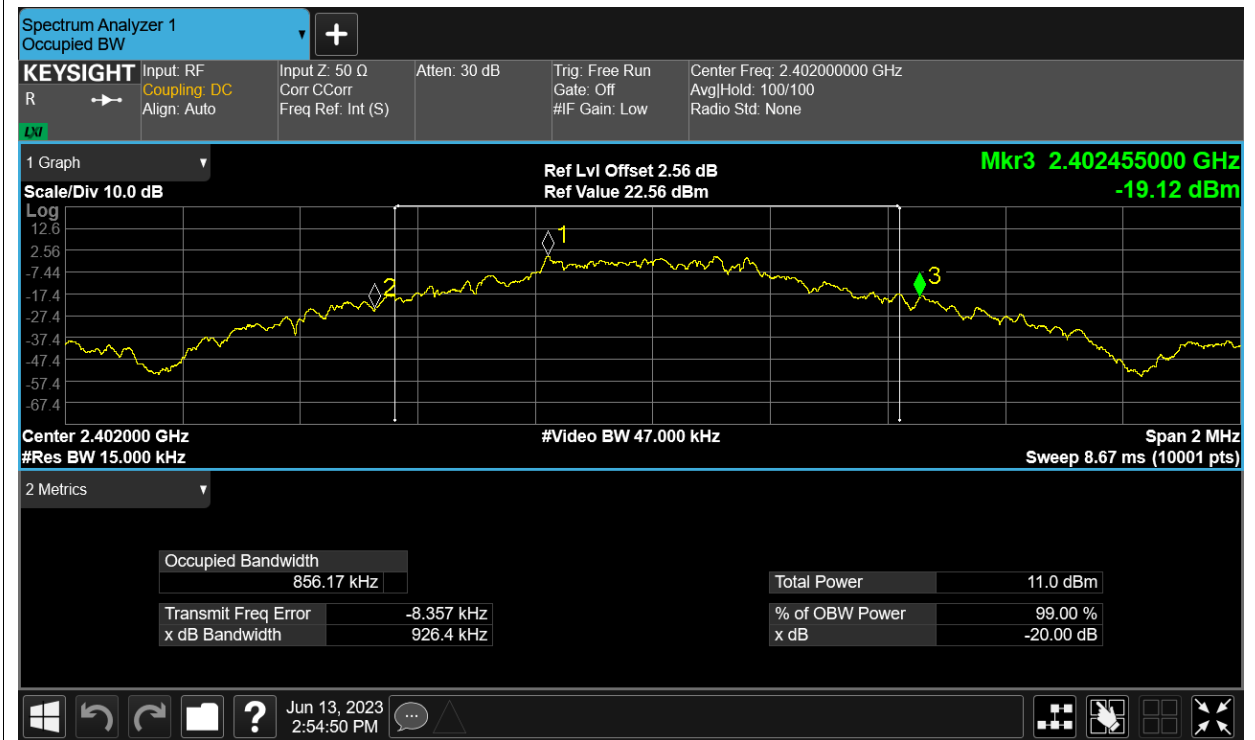 Spectrum Analyzer 1
Occupied BW
▼
+
KEYSIGHT
R
LXI
Input: RF
Coupling: DC
Align: Auto
Input Z: 50 Ω
Corr CCorr
Freq Ref: Int (S)
Atten: 30 dB
Trig: Free Run
Gate: Off
#IF Gain: Low
Center Freq: 2.402000000 GHz
Avg|Hold: 100/100
Radio Std: None
1 Graph ▼
Scale/Div 10.0 dB
Ref Lvl Offset 2.56 dB
Ref Value 22.56 dBm
Mkr3 2.402455000 GHz
-19.12 dBm
Log
12.6
2.56
-7.44
-17.4
-27.4
-37.4
-47.4
-57.4
-67.4
1
2
3
Center 2.402000 GHz
#Res BW 15.000 kHz
#Video BW 47.000 kHz
Span 2 MHz
Sweep 8.67 ms (10001 pts)
2 Metrics ▼
Occupied Bandwidth
856.17 kHz
Transmit Freq Error -8.357 kHz
x dB Bandwidth 926.4 kHz
Total Power 11.0 dBm
% of OBW Power 99.00 %
x dB -20.00 dB
?
Jun 13, 2023
2:54:50 PM